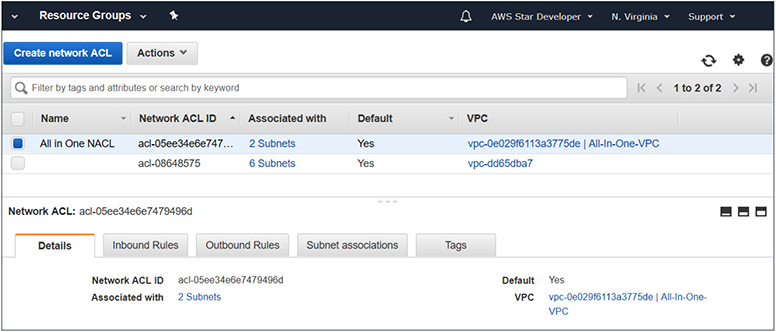 Resource Groups AWS Star Developer N. Virginia Support
Create network ACL Actions
Filter by tags and attributes or search by keyword 1 to 2 of 2
Name Network ACL ID Associated with Default VPC
All in One NACL acl-05ee34e6e747... 2 Subnets Yes vpc-0e029f6113a3775de | All-In-One-VPC
acl-08648575 6 Subnets Yes vpc-dd65dba7
Network ACL: acl-05ee34e6e7479496d
Details Inbound Rules Outbound Rules Subnet associations Tags
Network ACL ID acl-05ee34e6e7479496d Default Yes
Associated with 2 Subnets VPC vpc-0e029f6113a3775de | All-In-One-
VPC